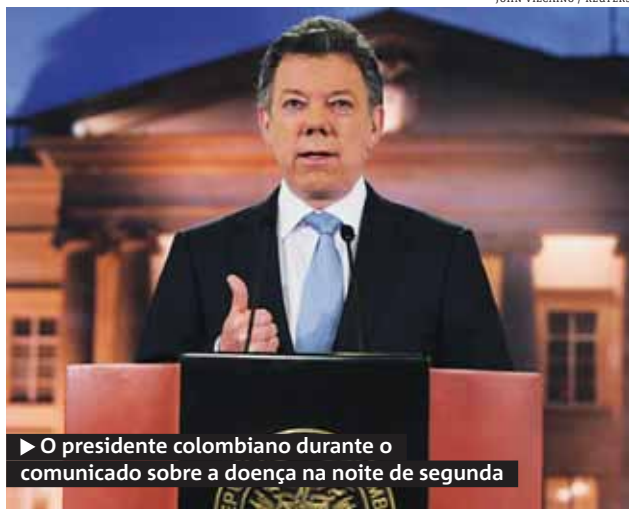 ▶ O presidente colombiano durante o
comunicado sobre a doença na noite de segunda